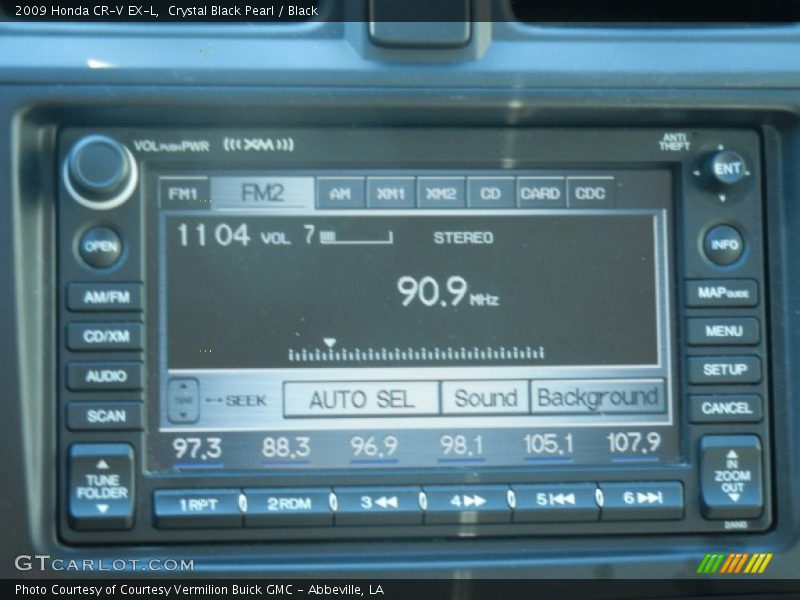 2009 Honda CR-V EX-L,  Crystal Black Pearl / Black
VOL PUSH PWR (((XM))) ANTI THEFT
ENT
FM1 FM2 AM XM1 XM2 CD CARD CDC
11 04 VOL 7 STEREO
OPEN INFO
90.9 MHz
AM/FM MAP GUIDE
CD/XM MENU
AUDIO SETUP
TUNE ←→ SEEK AUTO SEL Sound Background
SCAN CANCEL
97.3 88.3 96.9 98.1 105.1 107.9
TUNE FOLDER IN ZOOM OUT
1 RPT 2 RDM 3 ◄◄ 4 ►► 5 I◄◄ 6 ►►I
GTCARLOT.COM
Photo Courtesy of Courtesy Vermilion Buick GMC - Abbeville, LA